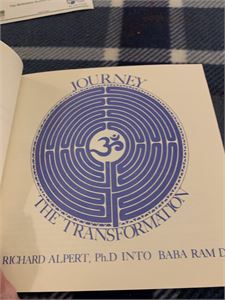 JOURNEY
ॐ
THE TRANSFORMATION
RICHARD ALPERT, Ph.D INTO BABA RAM D